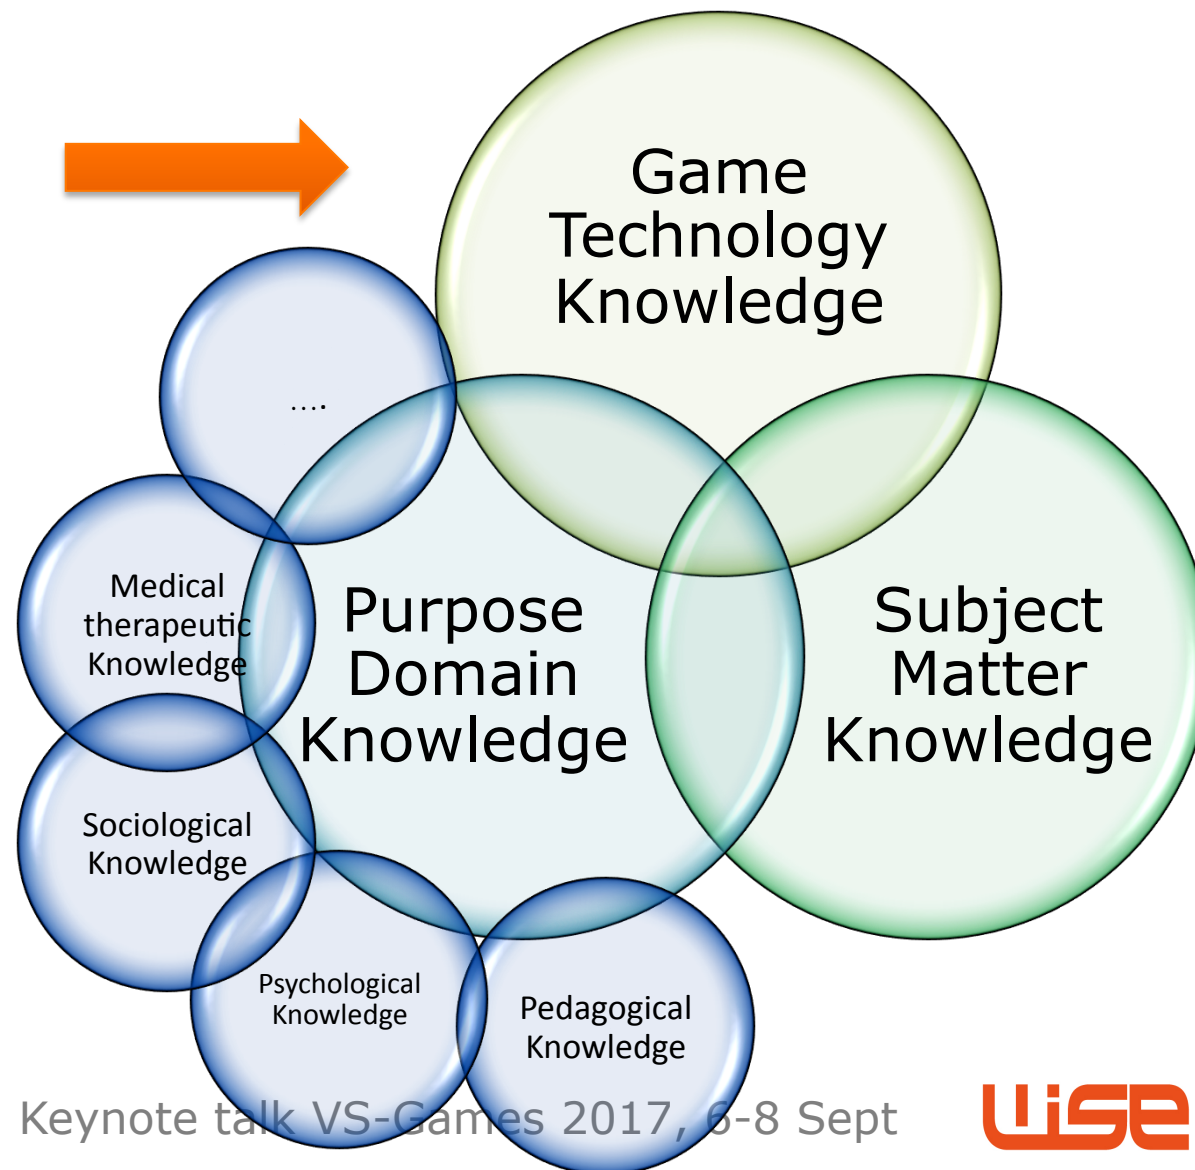 Game
Technology
Knowledge
....
Medical
therapeutic
Knowledge
Purpose
Domain
Knowledge
Subject
Matter
Knowledge
Sociological
Knowledge
Psychological
Knowledge
Pedagogical
Knowledge
Keynote talk VS-Games 2017, 6-8 Sept
WiSe